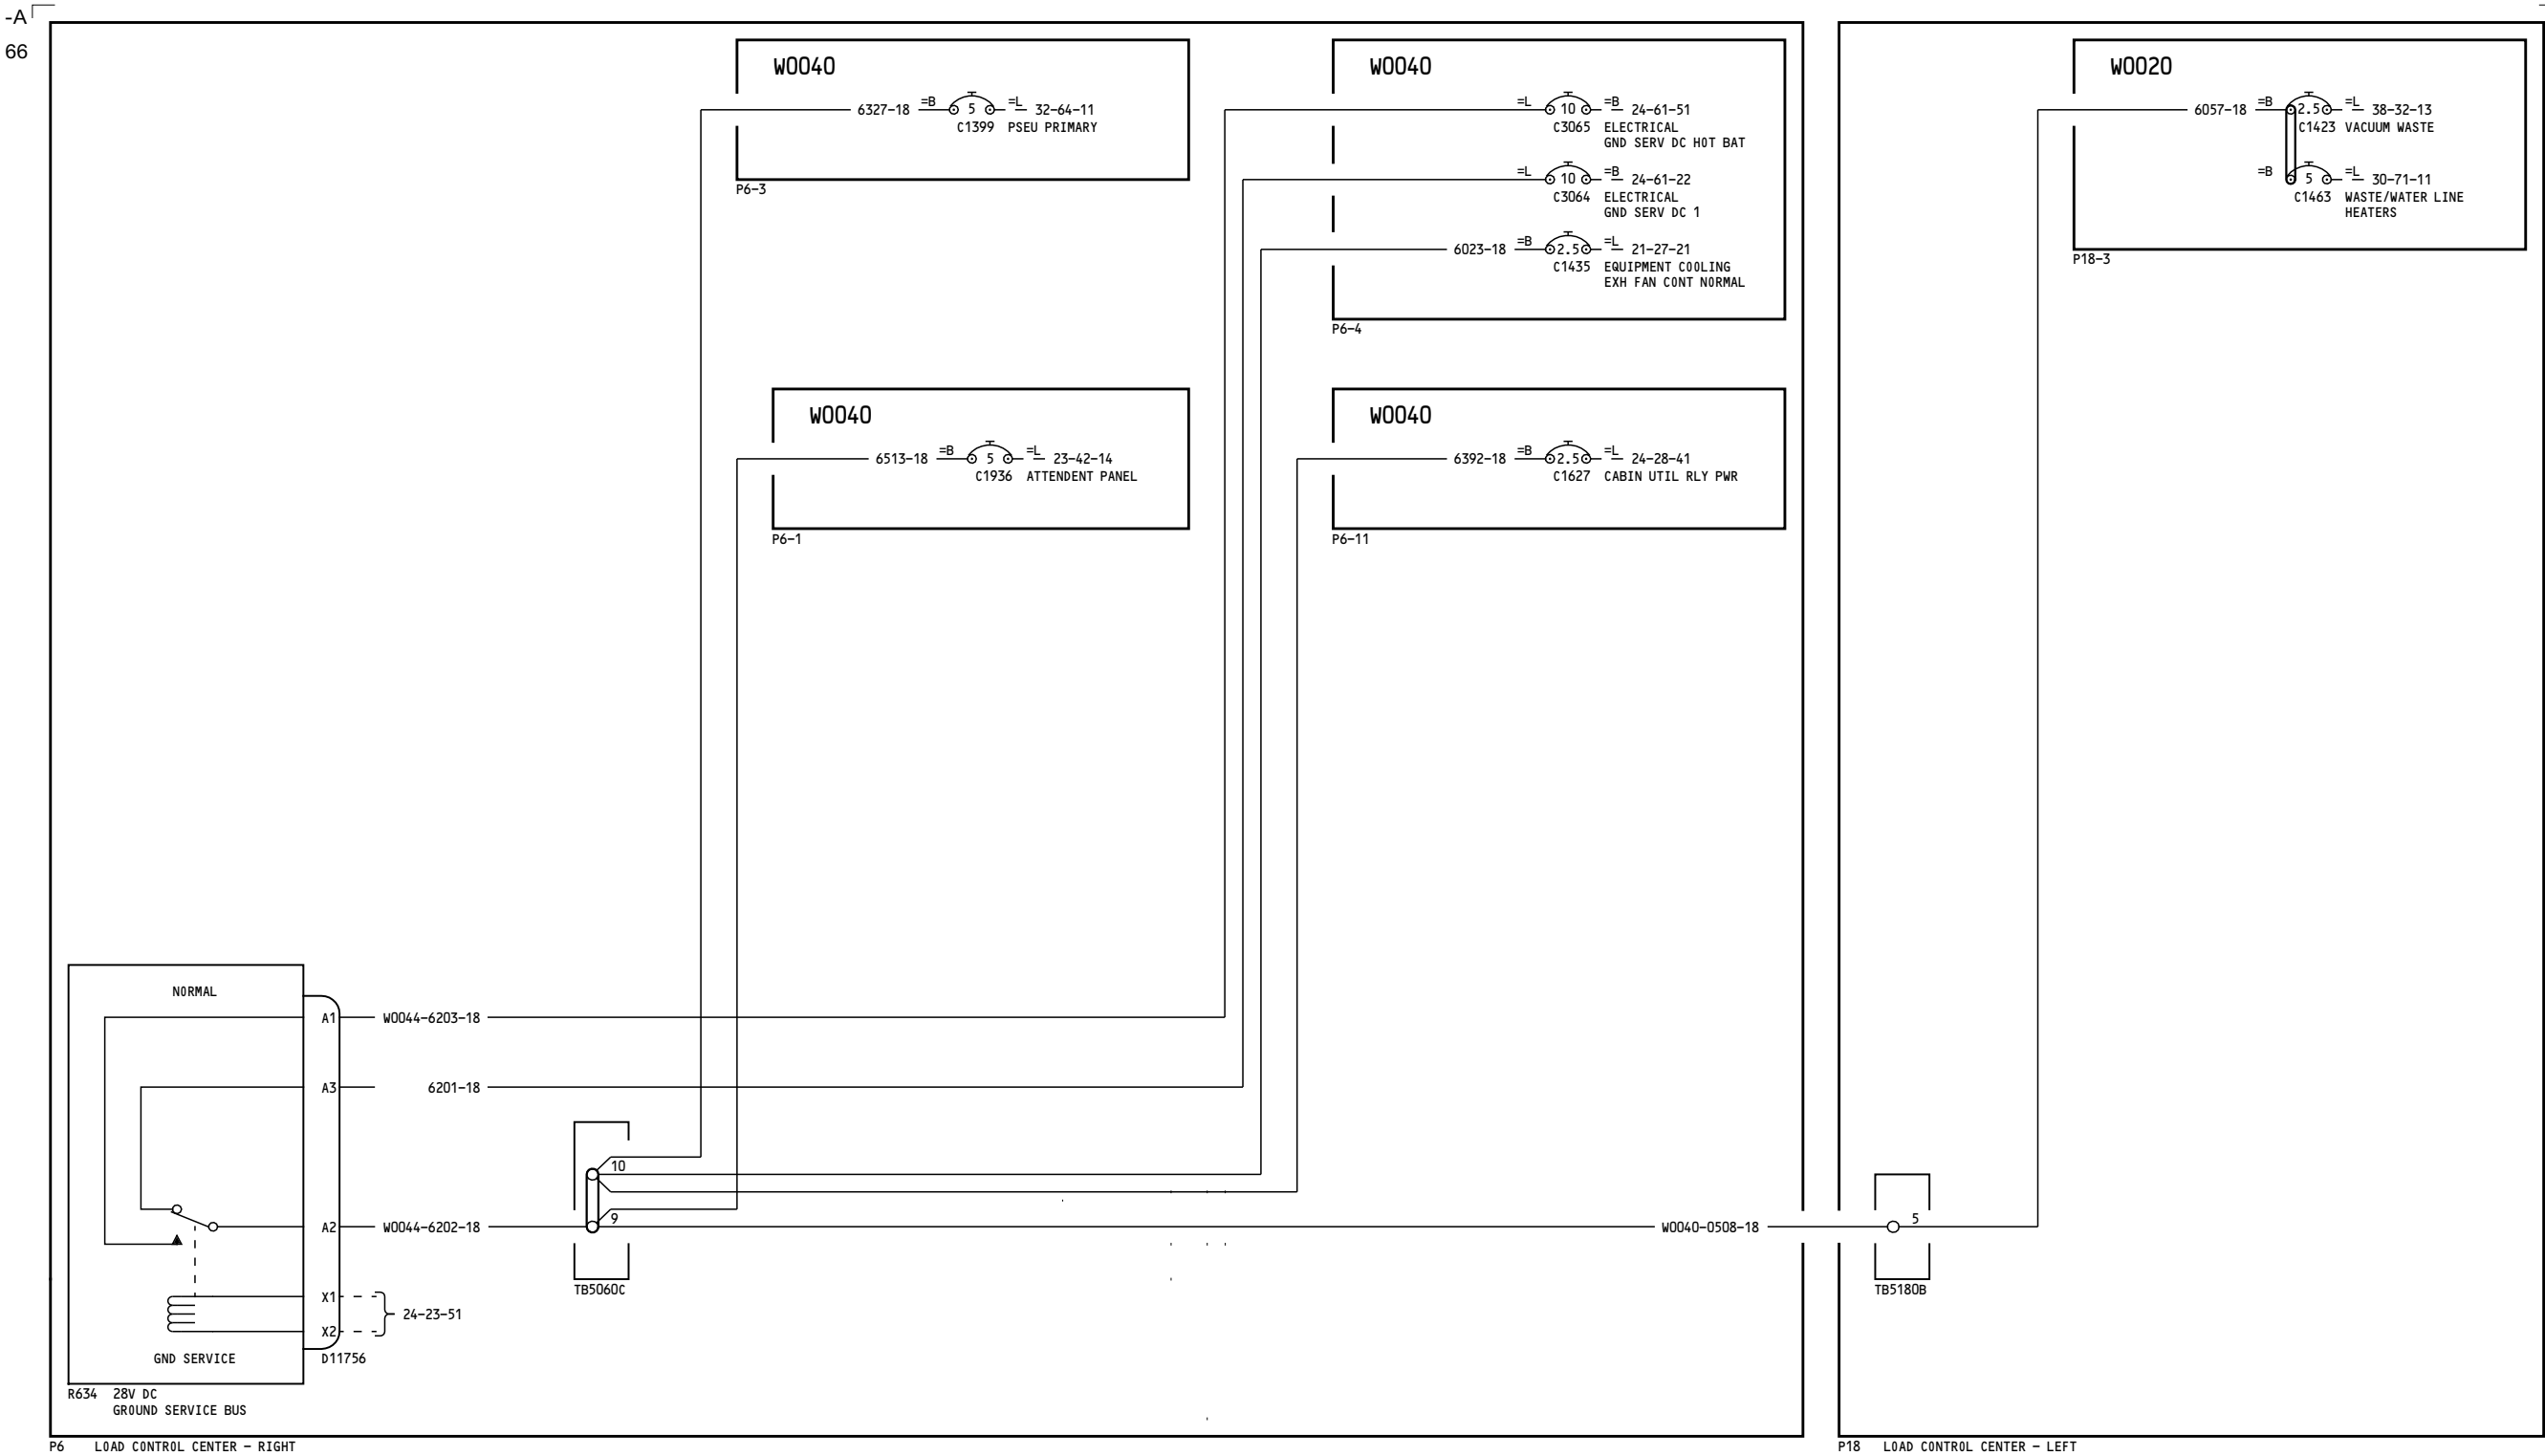 -A
66
W0040
6327-18 =B 5 =L 32-64-11
C1399 PSEU PRIMARY
P6-3
W0040
=L 10 =B 24-61-51
C3065 ELECTRICAL
GND SERV DC HOT BAT
=L 10 =B 24-61-22
C3064 ELECTRICAL
GND SERV DC 1
6023-18 =B 2.5 =L 21-27-21
C1435 EQUIPMENT COOLING
EXH FAN CONT NORMAL
P6-4
W0020
6057-18 =B 2.5 =L 38-32-13
C1423 VACUUM WASTE
=B 5 =L 30-71-11
C1463 WASTE/WATER LINE
HEATERS
P18-3
W0040
6513-18 =B 5 =L 23-42-14
C1936 ATTENDENT PANEL
P6-1
W0040
6392-18 =B 2.5 =L 24-28-41
C1627 CABIN UTIL RLY PWR
P6-11
NORMAL
A1 W0044-6203-18
A3 6201-18
10
9
A2 W0044-6202-18
W0040-0508-18
5
TB5060C
TB5180B
X1
24-23-51
X2
GND SERVICE
D11756
R634 28V DC
GROUND SERVICE BUS
P6 LOAD CONTROL CENTER - RIGHT
P18 LOAD CONTROL CENTER - LEFT